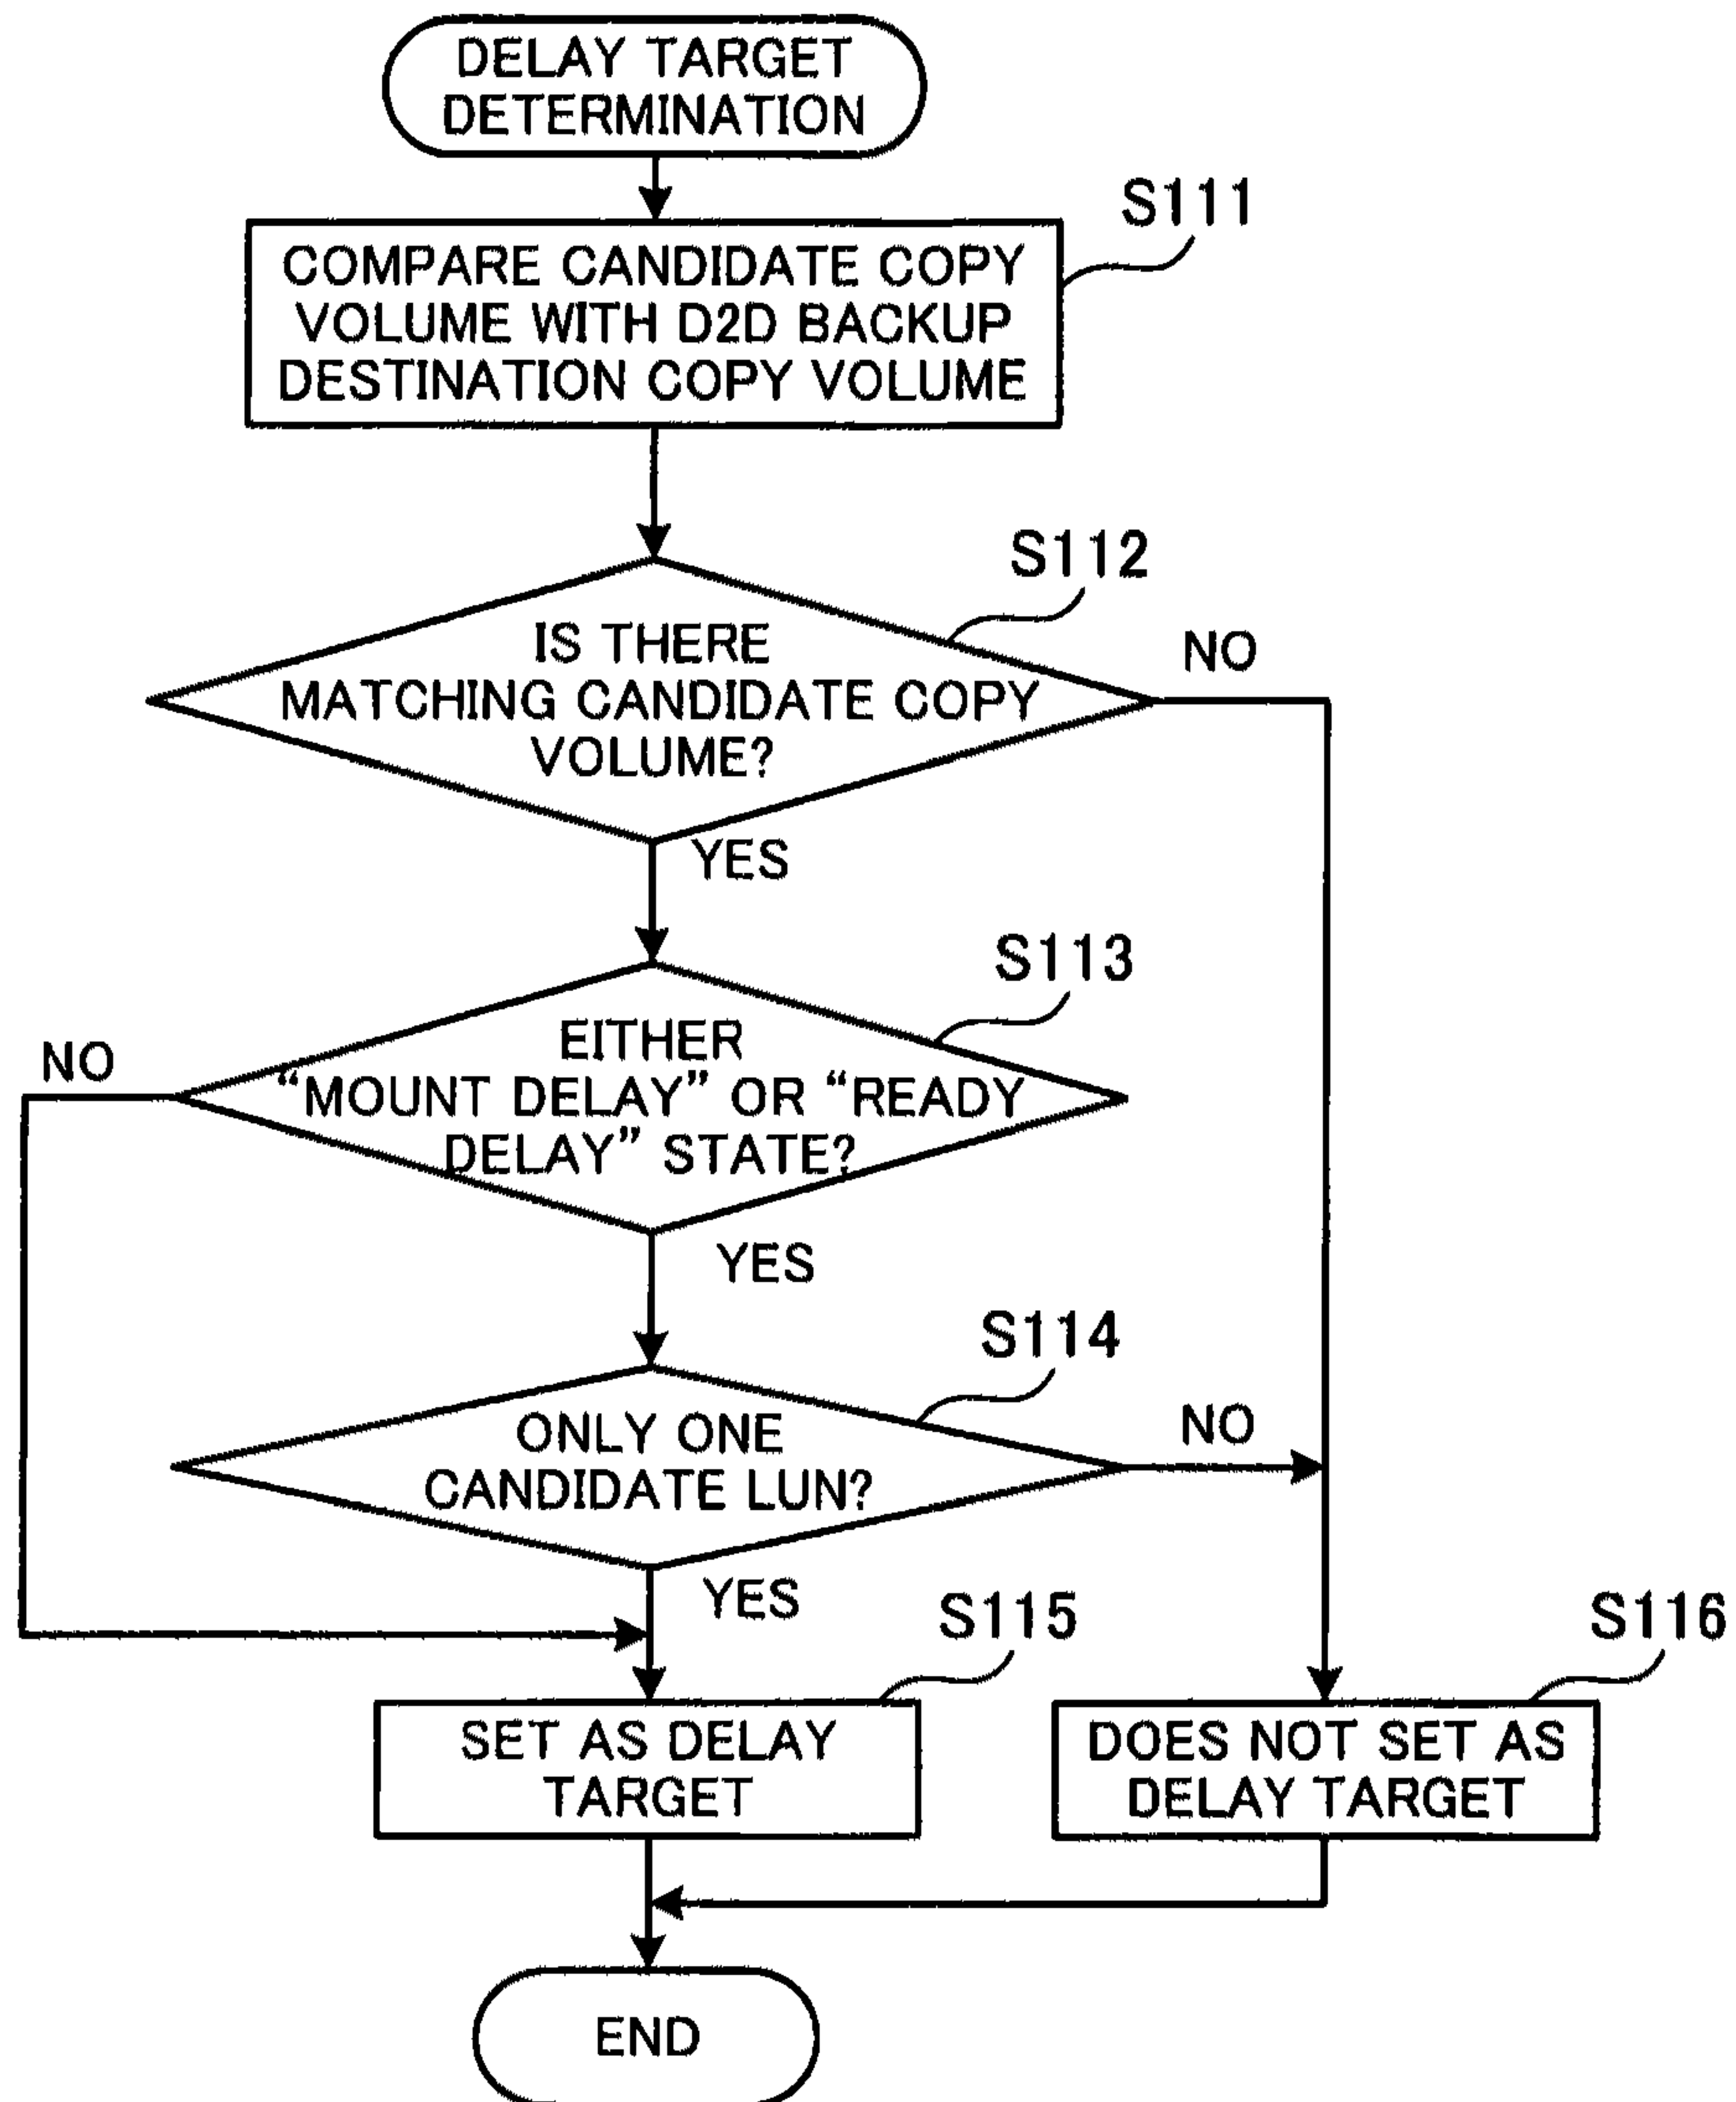 DELAY TARGET
DETERMINATION
S111
COMPARE CANDIDATE COPY
VOLUME WITH D2D BACKUP
DESTINATION COPY VOLUME
S112
IS THERE
MATCHING CANDIDATE COPY
VOLUME?
NO
YES
S113
EITHER
“MOUNT DELAY” OR “READY
DELAY” STATE?
NO
YES
S114
ONLY ONE
CANDIDATE LUN?
NO
YES
S115
SET AS DELAY
TARGET
S116
DOES NOT SET AS
DELAY TARGET
END